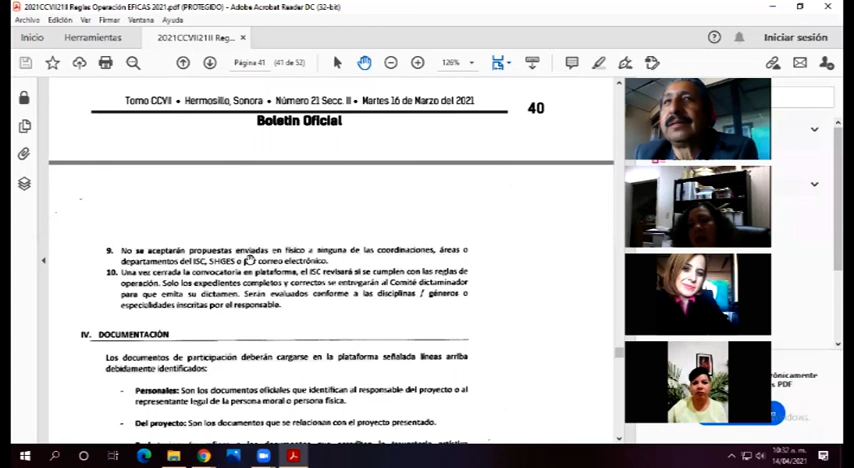 2021CCVII21II Reglas Operación EFICAS 2021.pdf (PROTEGIDO) - Adobe Acrobat Reader DC (32-bit)
Archivo Edición Ver Firmar Ventana Ayuda
Inicio Herramientas 2021CCVII21II Reg... × Iniciar sesión
Página 41 (41 de 52) 126%
Tomo CCVII • Hermosillo, Sonora • Número 21 Secc. II • Martes 16 de Marzo del 2021
Boletín Oficial
40
9. No se aceptarán propuestas enviadas en físico a ninguna de las coordinaciones, áreas o
departamentos del ISC, SHGES o por correo electrónico.
10. Una vez cerrada la convocatoria en plataforma, el ISC revisará si se cumplen con las reglas de
operación. Solo los expedientes completos y correctos se entregarán al Comité dictaminador
para que emita su dictamen. Serán evaluados conforme a las disciplinas / géneros o
especialidades inscritas por el responsable.
IV. DOCUMENTACIÓN
Los documentos de participación deberán cargarse en la plataforma señalada líneas arriba
debidamente identificados:
- Personales: Son los documentos oficiales que identifican al responsable del proyecto o al
representante legal de la persona moral o persona física.
- Del proyecto: Son los documentos que se relacionan con el proyecto presentado.
ctrónicamente
s PDF
10:32 p. m.
14/04/2021